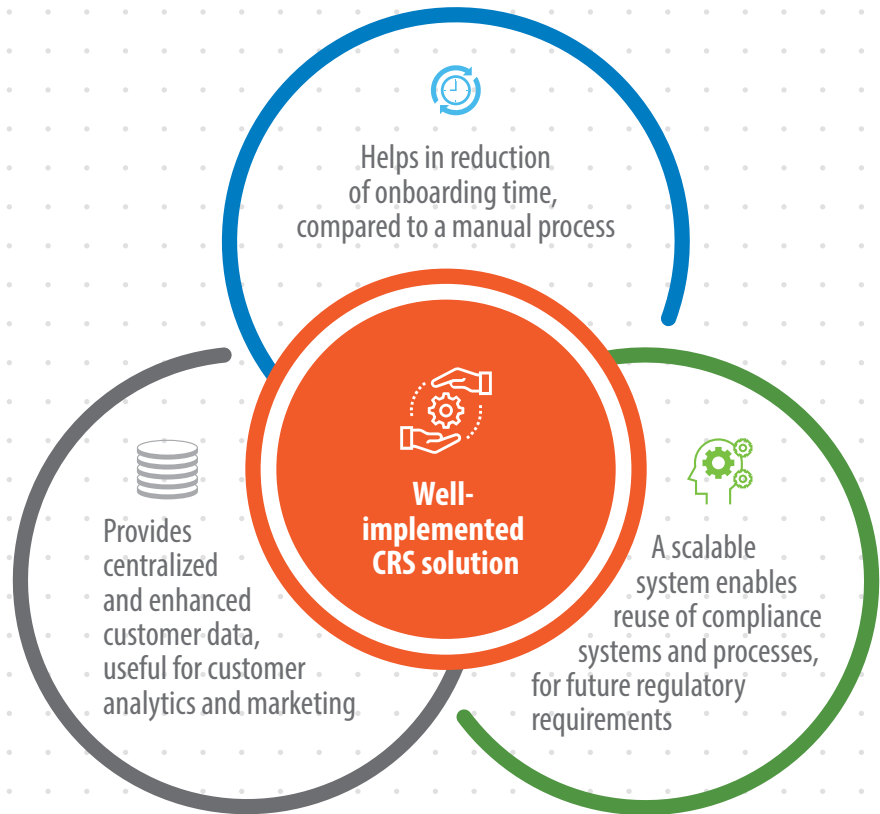 Helps in reduction
of onboarding time,
compared to a manual process
Well-
implemented
CRS solution
Provides
centralized
and enhanced
customer data,
useful for customer
analytics and marketing
A scalable
system enables
reuse of compliance
systems and processes,
for future regulatory
requirements